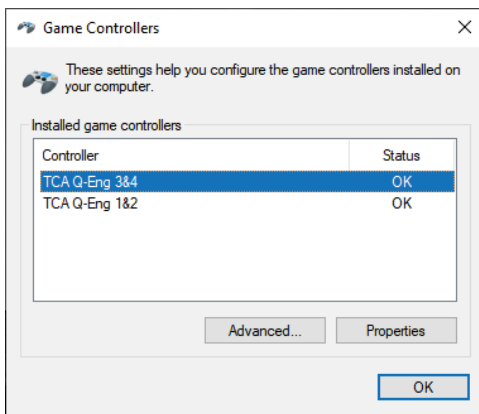 Game Controllers
These settings help you configure the game controllers installed on
your computer.
Installed game controllers
Controller Status
TCA Q-Eng 3&4 OK
TCA Q-Eng 1&2 OK
Advanced... Properties
OK